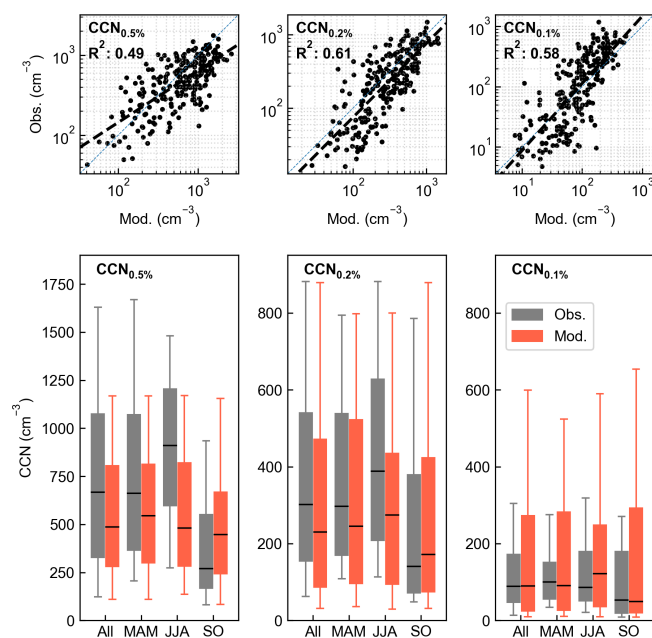 CCN0.5%
R²: 0.49
CCN0.2%
R²: 0.61
CCN0.1%
R²: 0.58
Obs. (cm⁻³)
10³
10²
10³
10²
10³
10²
10¹
10² 10³
10² 10³
10¹ 10² 10³
Mod. (cm⁻³)
Mod. (cm⁻³)
Mod. (cm⁻³)
CCN0.5%
CCN0.2%
CCN0.1%
CCN (cm⁻³)
1750
1500
1250
1000
750
500
250
0
800
600
400
200
0
800
600
400
200
0
Obs.
Mod.
All MAM JJA SO
All MAM JJA SO
All MAM JJA SO